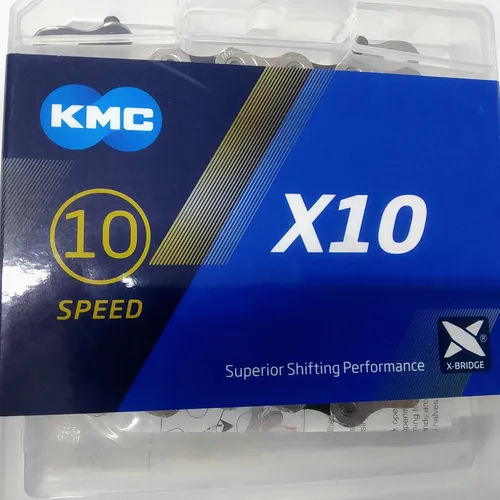 KMC
10
SPEED
X10
Superior Shifting Performance
X
®
X-BRIDGE